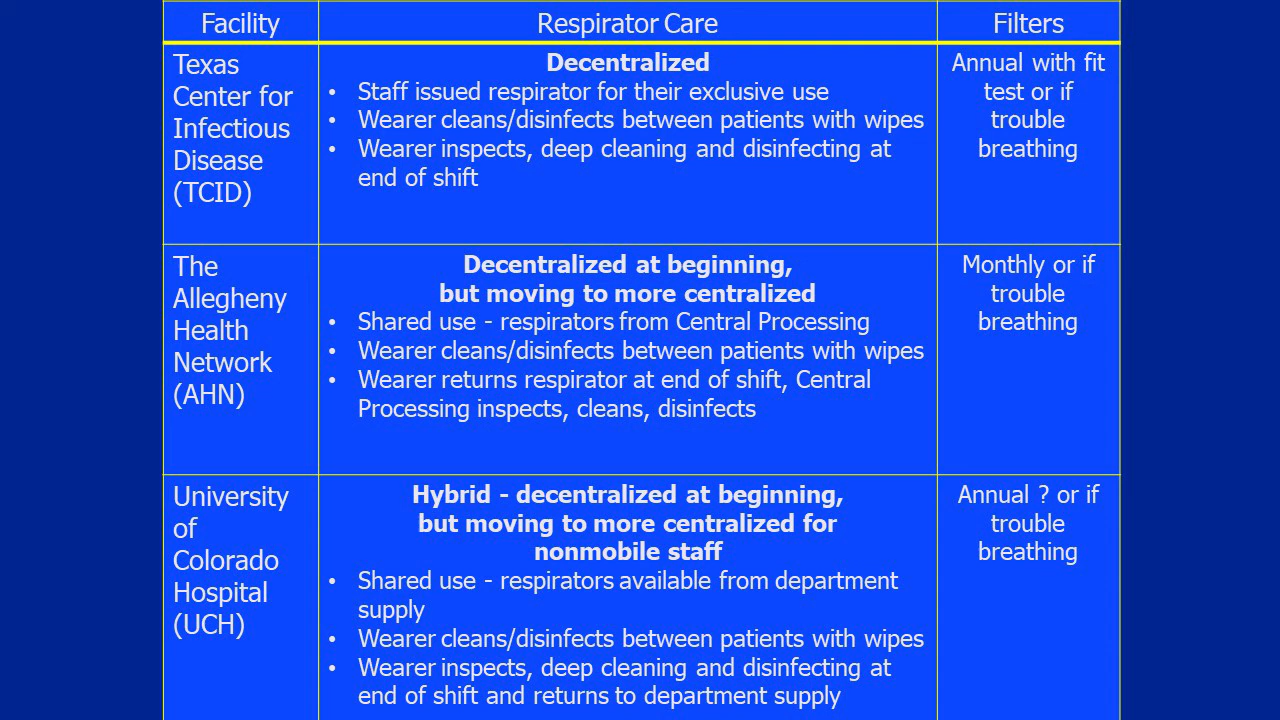 Facility
Respirator Care
Filters
Texas
Center for
Infectious
Disease
(TCID)
Decentralized
• Staff issued respirator for their exclusive use
• Wearer cleans/disinfects between patients with wipes
• Wearer inspects, deep cleaning and disinfecting at
end of shift
Annual with fit
test or if
trouble
breathing
The
Allegheny
Health
Network
(AHN)
Decentralized at beginning,
but moving to more centralized
• Shared use - respirators from Central Processing
• Wearer cleans/disinfects between patients with wipes
• Wearer returns respirator at end of shift, Central
Processing inspects, cleans, disinfects
Monthly or if
trouble
breathing
University
of
Colorado
Hospital
(UCH)
Hybrid - decentralized at beginning,
but moving to more centralized for
nonmobile staff
• Shared use - respirators available from department
supply
• Wearer cleans/disinfects between patients with wipes
• Wearer inspects, deep cleaning and disinfecting at
end of shift and returns to department supply
Annual ? or if
trouble
breathing